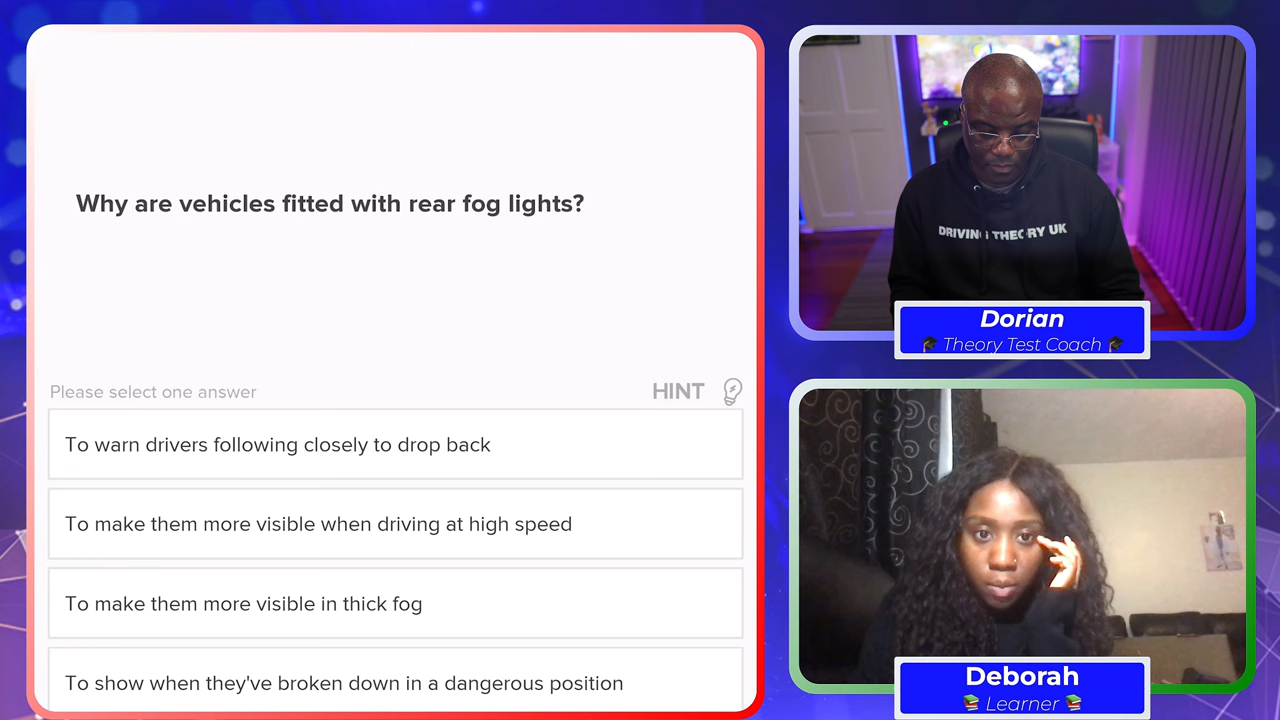 Why are vehicles fitted with rear fog lights?
Please select one answer
HINT
To warn drivers following closely to drop back
To make them more visible when driving at high speed
To make them more visible in thick fog
To show when they've broken down in a dangerous position
DRIVING THEORY UK
Dorian
Theory Test Coach
Deborah
Learner